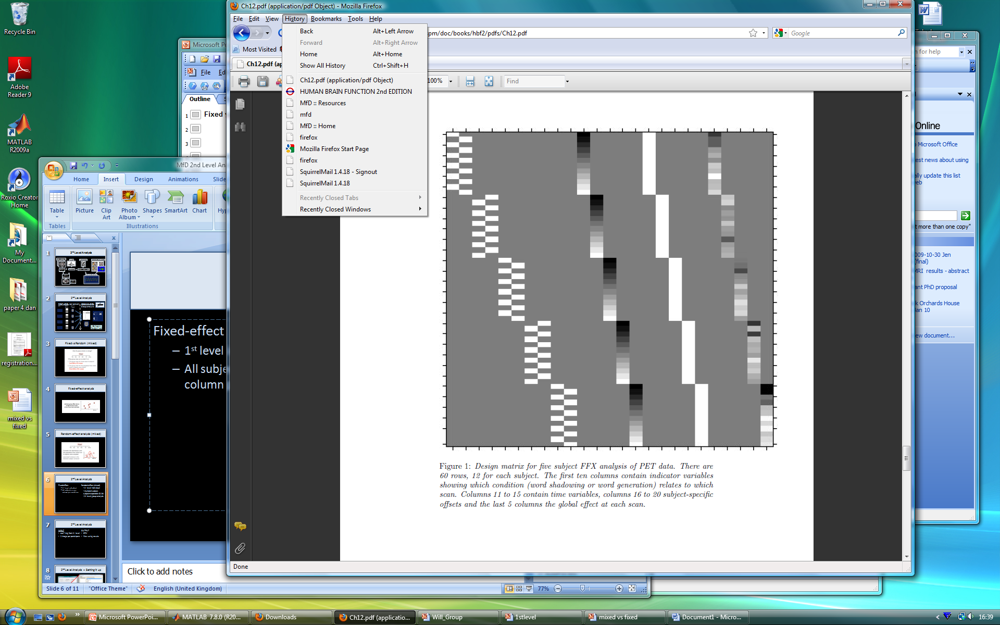 Recycle Bin
Adobe
Reader 9
MATLAB
R2009a
Roxio Creator
Home
My
Document...
paper 4 dan
registration...
mixed vs
fixed
Ch12.pdf (application/pdf Object) - Mozilla Firefox
File Edit View History Bookmarks Tools Help
pm/doc/books/hbf2/pdfs/Ch12.pdf
Google
Most Visited
Ch12.pdf (ap
100%
Find
Back Alt+Left Arrow
Forward Alt+Right Arrow
Home Alt+Home
Show All History Ctrl+Shift+H
Ch12.pdf (application/pdf Object)
HUMAN BRAIN FUNCTION 2nd EDITION
MfD :: Resources
mfd
MfD :: Home
firefox
Mozilla Firefox Start Page
firefox
SquirrelMail 1.4.18 - Signout
SquirrelMail 1.4.18
Recently Closed Tabs
Recently Closed Windows
Figure 1: Design matrix for five subject FFX analysis of PET data. There are
60 rows, 12 for each subject. The first ten columns contain indicator variables
showing which condition (word shadowing or word generation) relates to which
scan. Columns 11 to 15 contain time variables, columns 16 to 20 subject-specific
offsets and the last 5 columns the global effect at each scan.
Done
Microsoft Po
File Ed
Outline S
1 Fixed v
2
3
MfD 2nd Level An
Home Insert Design Animations Slide
Table Picture Clip Art Photo Album Shapes SmartArt Chart Hyp
Tables Illustrations
1 2nd Level Analysis
2 2nd Level Analysis
3 Fixed vs Random (mixed)
4 Fixed-effect analysis
5 Random-effect analysis (mixed)
6 2nd Level Analysis
7 2nd Level Analysis
INPUT OUTPUT
8 2nd Level Analysis – Setting it up
Fixed-effect
– 1st level
– All subje
column
Click to add notes
Slide 6 of 11 "Office Theme" English (United Kingdom) 77%
n for help
Online
Microsoft Office
est news about using
ally update this list
eb
t more than one copy"
009-10-30 Jen
(final)
MRI results - abstract
ant PhD proposal
k Orchards House
Jan 10
ew document...
Microsoft PowerPoi...
MATLAB 7.8.0 (R20...
Downloads
Ch12.pdf (applicatio...
Will_Group
1stlevel
mixed vs fixed
Document1 - Micro...
16:39